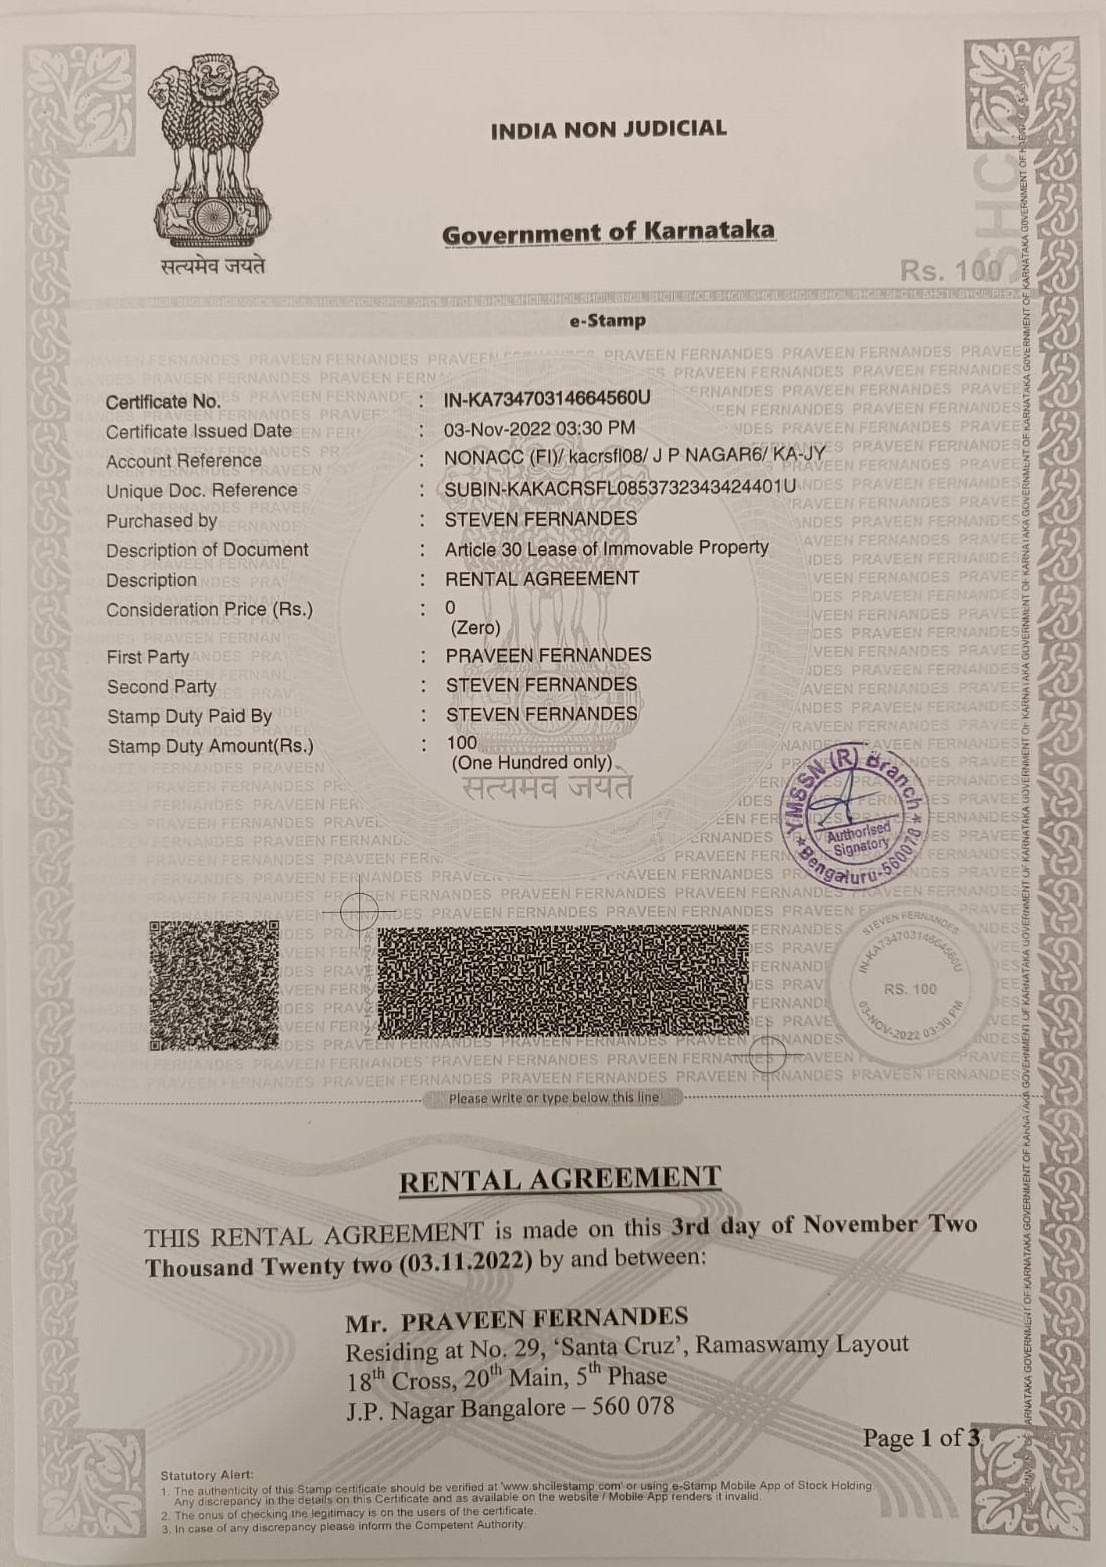 INDIA NON JUDICIAL
Government of Karnataka
सत्यमेव जयते
Rs. 100
e-Stamp
Certificate No. : IN-KA73470314664560U
Certificate Issued Date : 03-Nov-2022 03:30 PM
Account Reference : NONACC (FI)/ kacrsfl08/ J P NAGAR6/ KA-JY
Unique Doc. Reference : SUBIN-KAKACRSFL0853732343424401U
Purchased by : STEVEN FERNANDES
Description of Document : Article 30 Lease of Immovable Property
Description : RENTAL AGREEMENT
Consideration Price (Rs.) : 0
(Zero)
First Party : PRAVEEN FERNANDES
Second Party : STEVEN FERNANDES
Stamp Duty Paid By : STEVEN FERNANDES
Stamp Duty Amount(Rs.) : 100
(One Hundred only)
सत्यमेव जयते
YMSSN (R) Branch
Authorised
Signatory
Bengaluru-560078
STEVEN FERNANDES
IN-KA73470314664560U
RS. 100
03-NOV-2022 03:30 PM
Please write or type below this line
RENTAL AGREEMENT
THIS RENTAL AGREEMENT is made on this 3rd day of November Two
Thousand Twenty two (03.11.2022) by and between:
Mr. PRAVEEN FERNANDES
Residing at No. 29, ‘Santa Cruz’, Ramaswamy Layout
18th Cross, 20th Main, 5th Phase
J.P. Nagar Bangalore – 560 078
Page 1 of 3
Statutory Alert:
1. The authenticity of this Stamp certificate should be verified at 'www.shcilestamp.com' or using e-Stamp Mobile App of Stock Holding
Any discrepancy in the details on this Certificate and as available on the website / Mobile App renders it invalid.
2. The onus of checking the legitimacy is on the users of the certificate.
3. In case of any discrepancy please inform the Competent Authority.